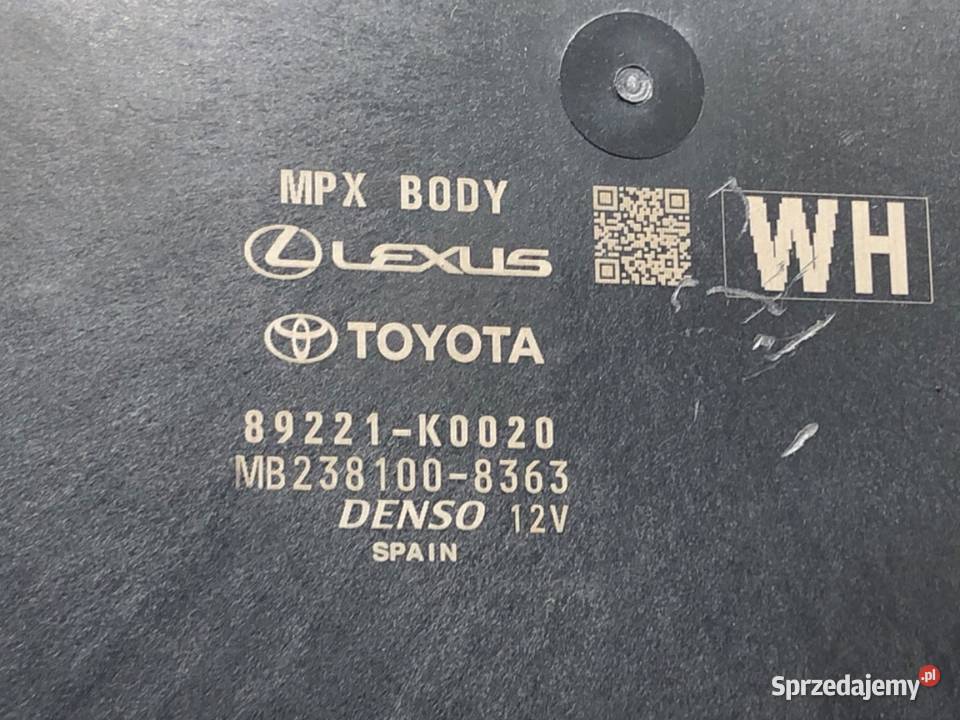 MPX BODY
WH
LEXUS
TOYOTA
89221-K0020
MB238100-8363
DENSO 12V
SPAIN
Sprzedajemy.pl